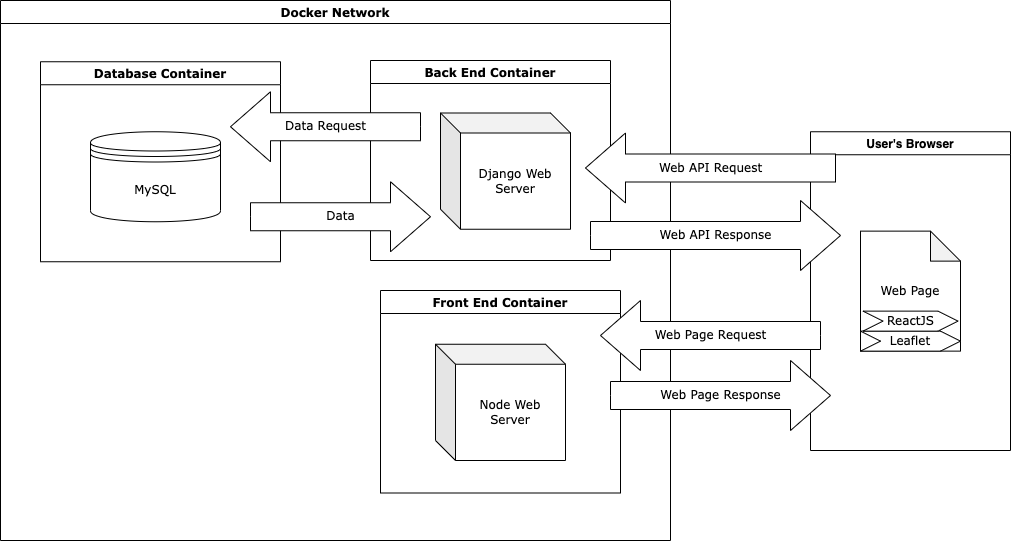 Docker Network
Database Container
Back End Container
Data Request
MySQL
Data
Django Web
Server
Web API Request
Web API Response
User's Browser
Web Page
ReactJS
Leaflet
Front End Container
Node Web
Server
Web Page Request
Web Page Response